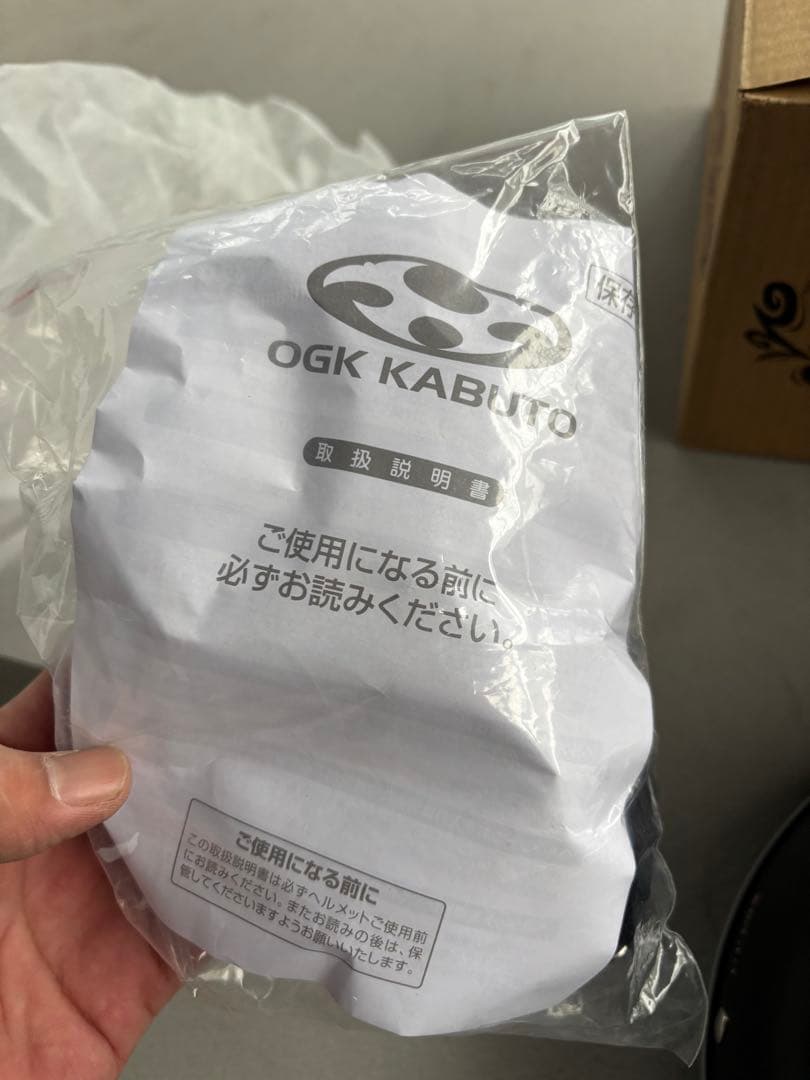 保存
OGK KABUTO
取扱説明書
ご使用になる前に
必ずお読みください。
ご使用になる前に
この取扱説明書は必ずヘルメットご使用前
にお読みください。またお読みの後は、保
管してくださいますようお願いいたします。